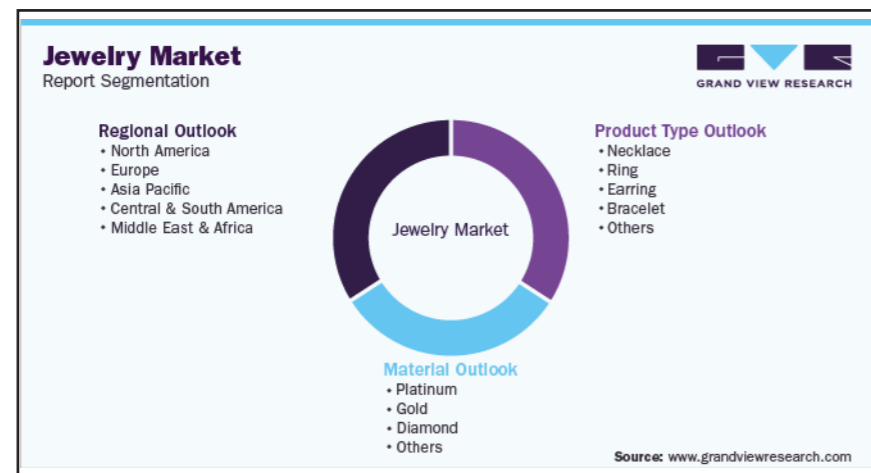 Jewelry Market
Report Segmentation
GRAND VIEW RESEARCH
Regional Outlook
• North America
• Europe
• Asia Pacific
• Central & South America
• Middle East & Africa
Jewelry Market
Product Type Outlook
• Necklace
• Ring
• Earring
• Bracelet
• Others
Material Outlook
• Platinum
• Gold
• Diamond
• Others
Source: www.grandviewresearch.com